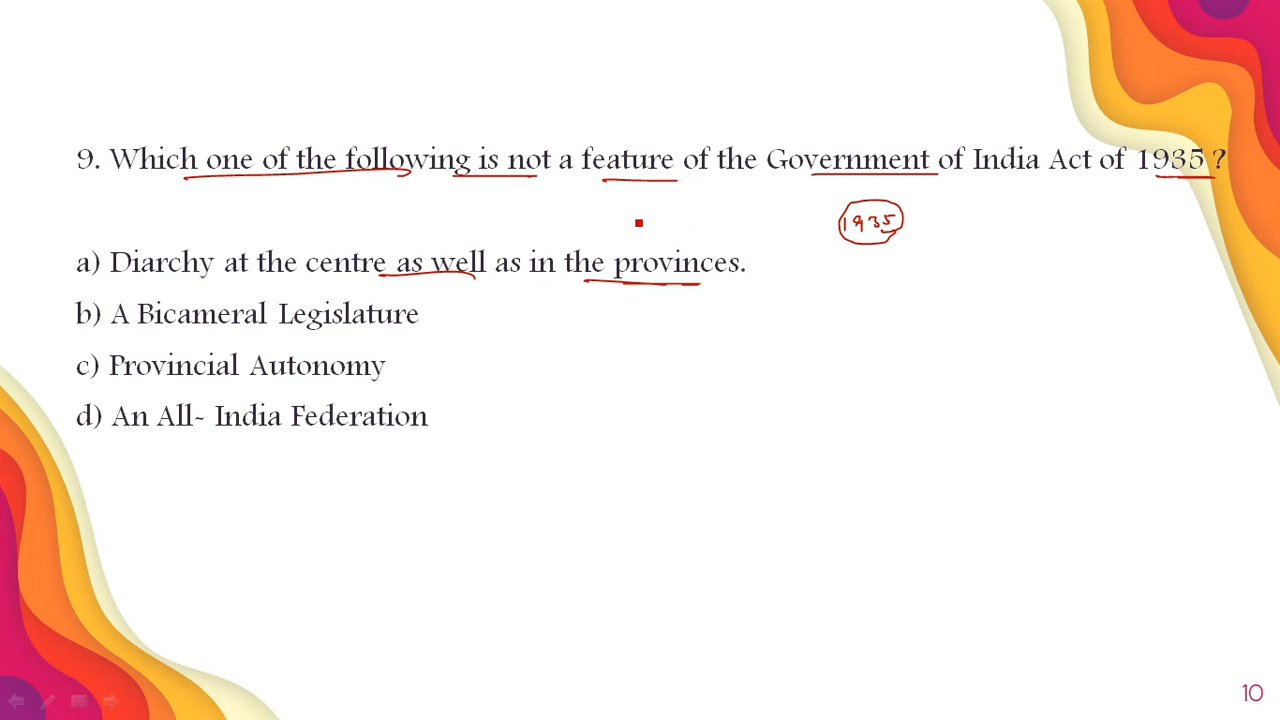 9. Which one of the following is not a feature of the Government of India Act of 1935 ?
1935
a) Diarchy at the centre as well as in the provinces.
b) A Bicameral Legislature
c) Provincial Autonomy
d) An All- India Federation
10